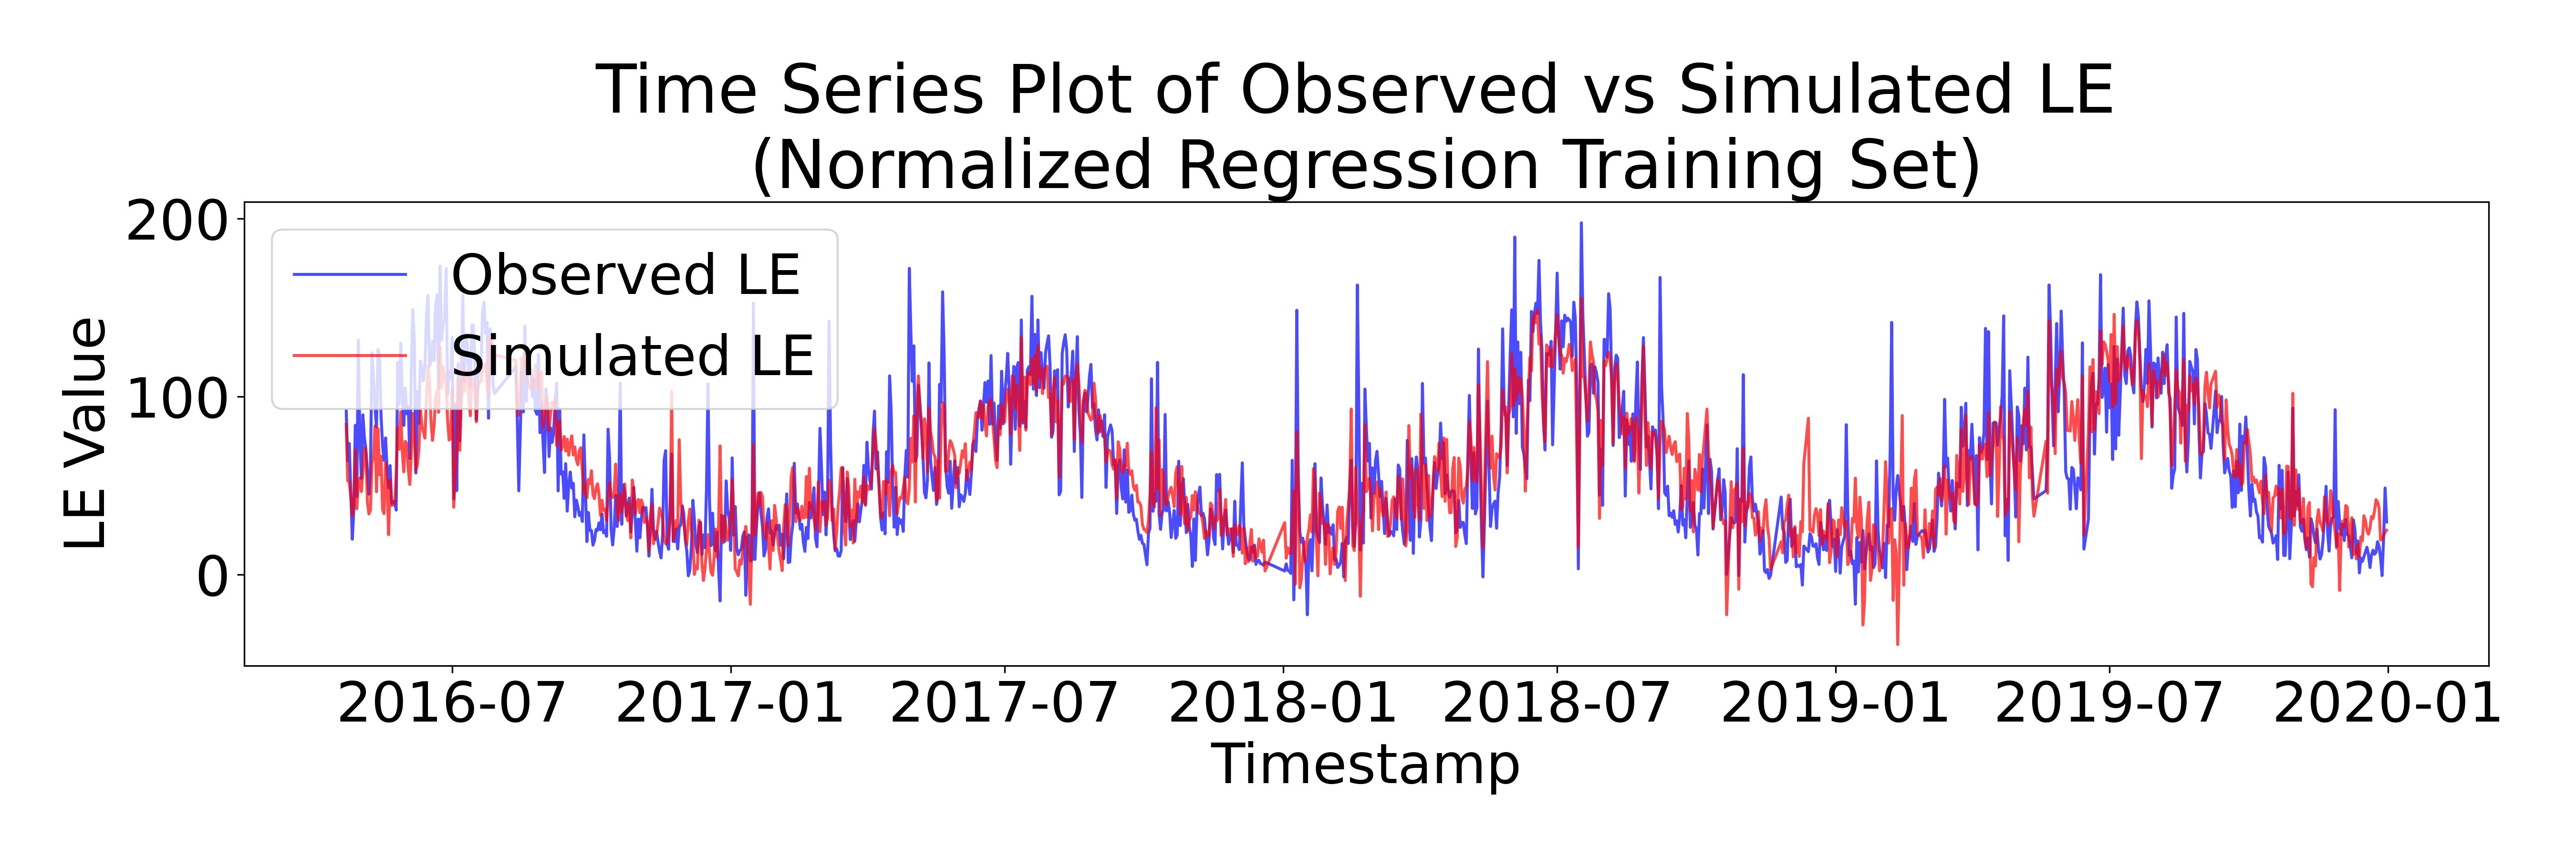 Time Series Plot of Observed vs Simulated LE
(Normalized Regression Training Set)
200
100
0
LE Value
Observed LE
Simulated LE
2016-07 2017-01 2017-07 2018-01 2018-07 2019-01 2019-07 2020-01
Timestamp